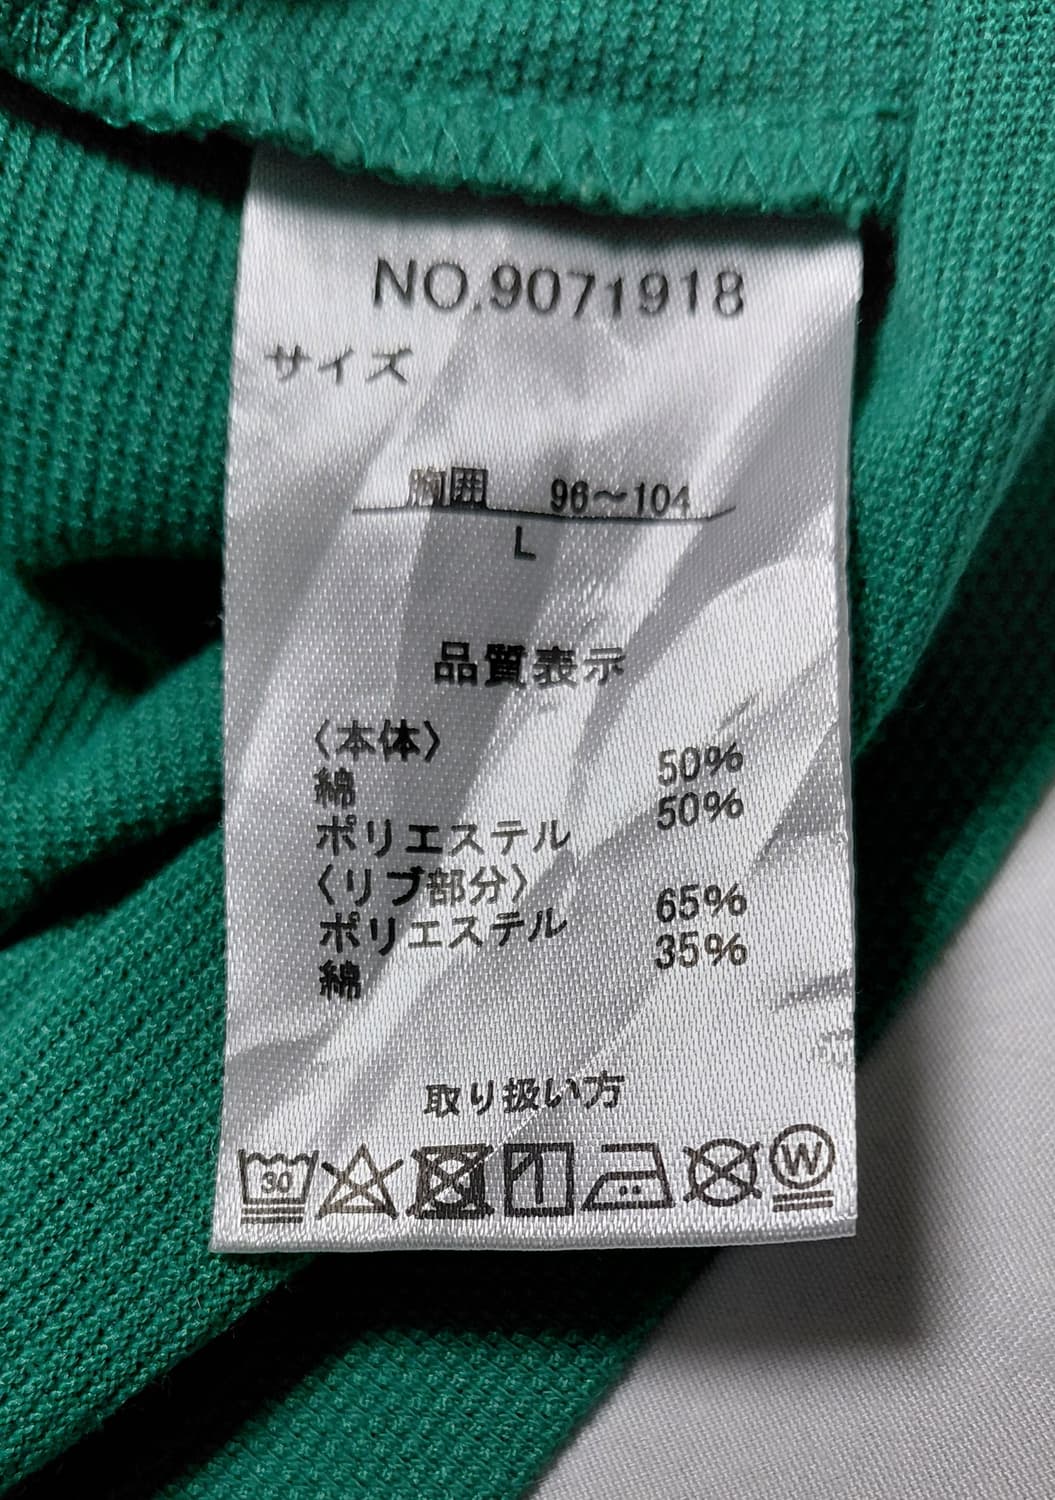 NO.9071918
サイズ
胸囲 96～104
L
品質表示
〈本体〉
綿 50%
ポリエステル 50%
〈リブ部分〉
ポリエステル 65%
綿 35%
取り扱い方
30 W